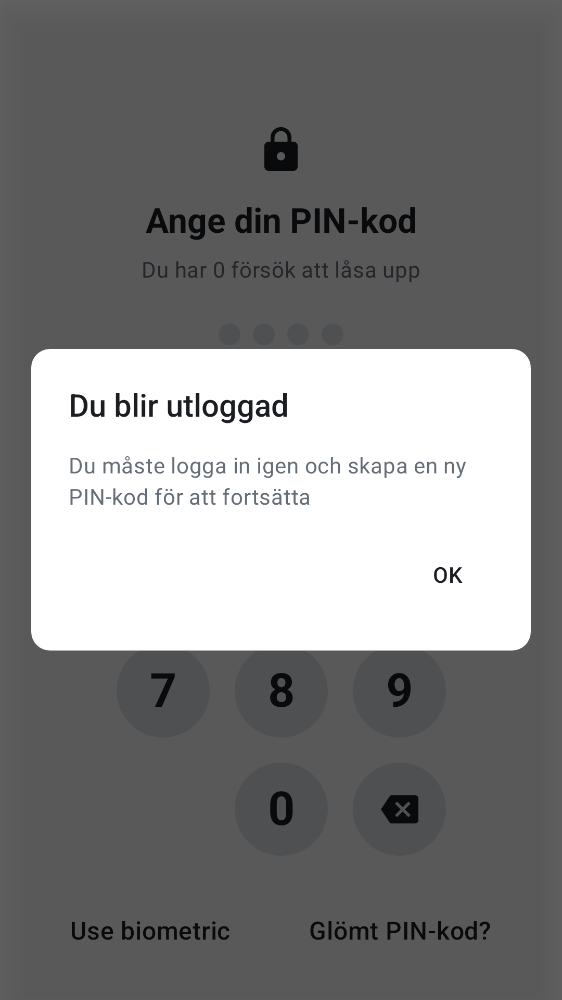 Ange din PIN-kod
Du har 0 försök att låsa upp
Du blir utloggad
Du måste logga in igen och skapa en ny
PIN-kod för att fortsätta
OK
7 8 9
0
Use biometric Glömt PIN-kod?